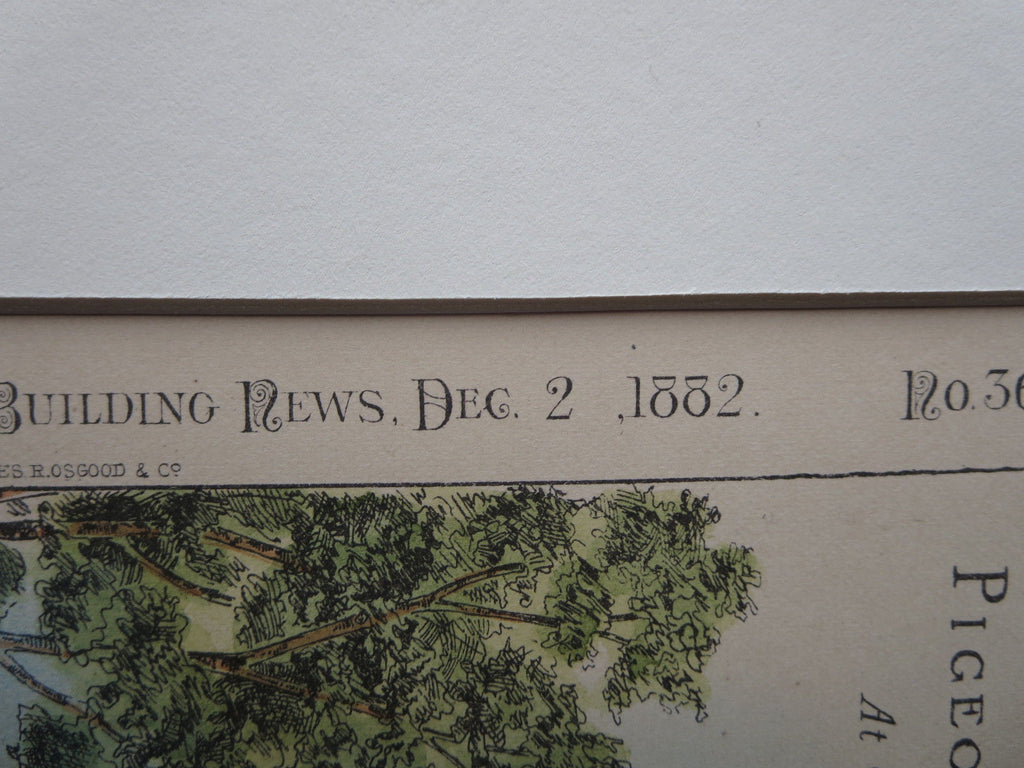 Building News, Dec. 2 ,1882. No. 36
ES R. OSGOOD & Co
PIGEO
At